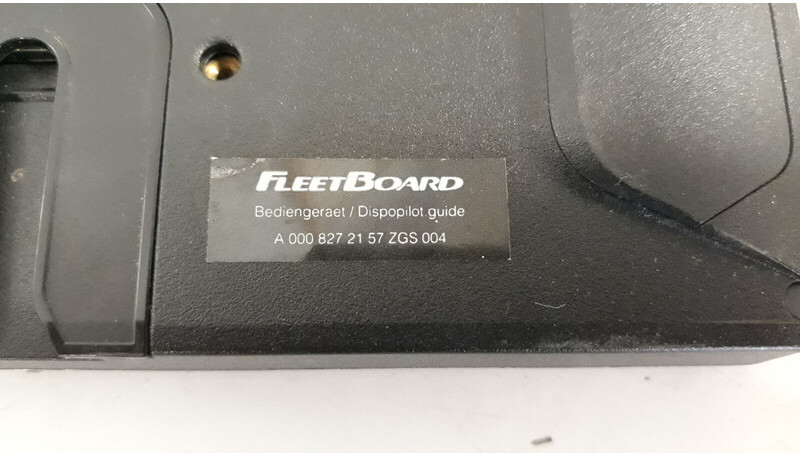 FLEETBOARD
Bediengeraet / Dispopilot.guide
A 000 827 21 57 ZGS 004